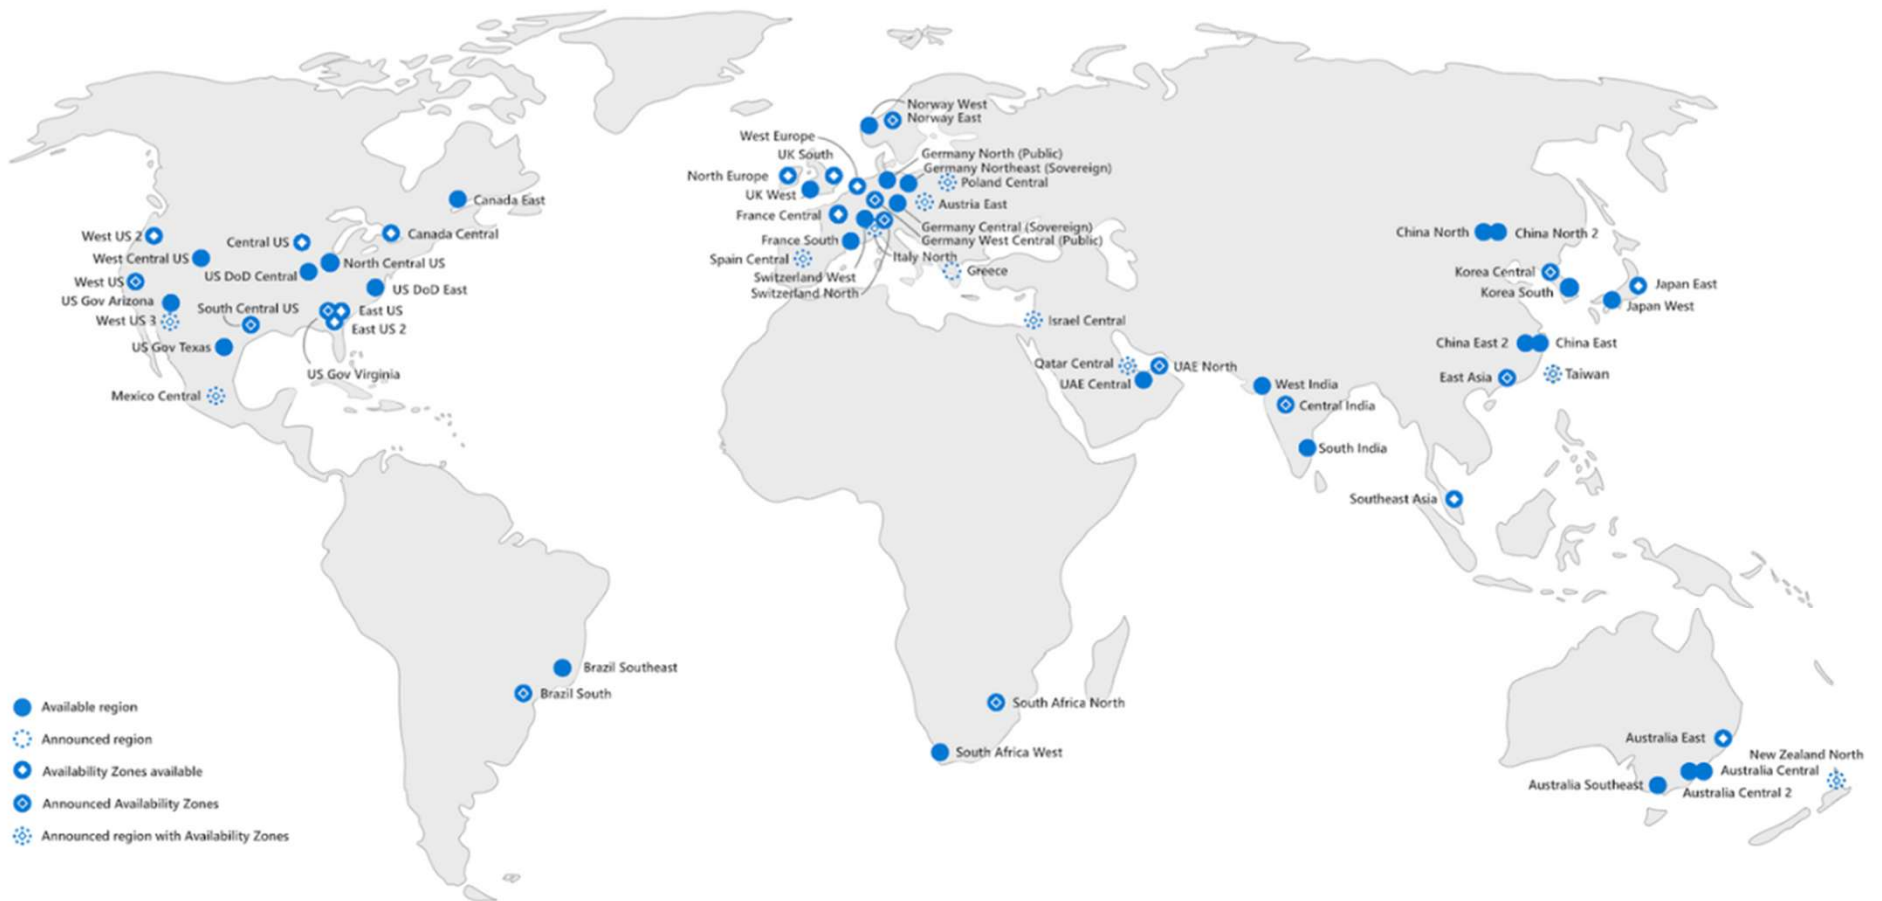 Norway West
Norway East
West Europe
UK South
North Europe
UK West
France Central
France South
Spain Central
Switzerland West
Switzerland North
Germany North (Public)
Germany Northeast (Sovereign)
Poland Central
Austria East
Germany Central (Sovereign)
Germany West Central (Public)
Italy North
Greece
Canada East
Canada Central
West US 2
Central US
West Central US
North Central US
US DoD Central
West US
US DoD East
US Gov Arizona
South Central US
East US
West US 3
East US 2
US Gov Texas
US Gov Virginia
Mexico Central
Israel Central
Qatar Central
UAE North
UAE Central
West India
Central India
South India
China North
China North 2
Korea Central
Korea South
Japan East
Japan West
China East 2
China East
East Asia
Taiwan
Southeast Asia
Brazil Southeast
Brazil South
South Africa North
South Africa West
Australia East
New Zealand North
Australia Central
Australia Southeast
Australia Central 2
Available region
Announced region
Availability Zones available
Announced Availability Zones
Announced region with Availability Zones